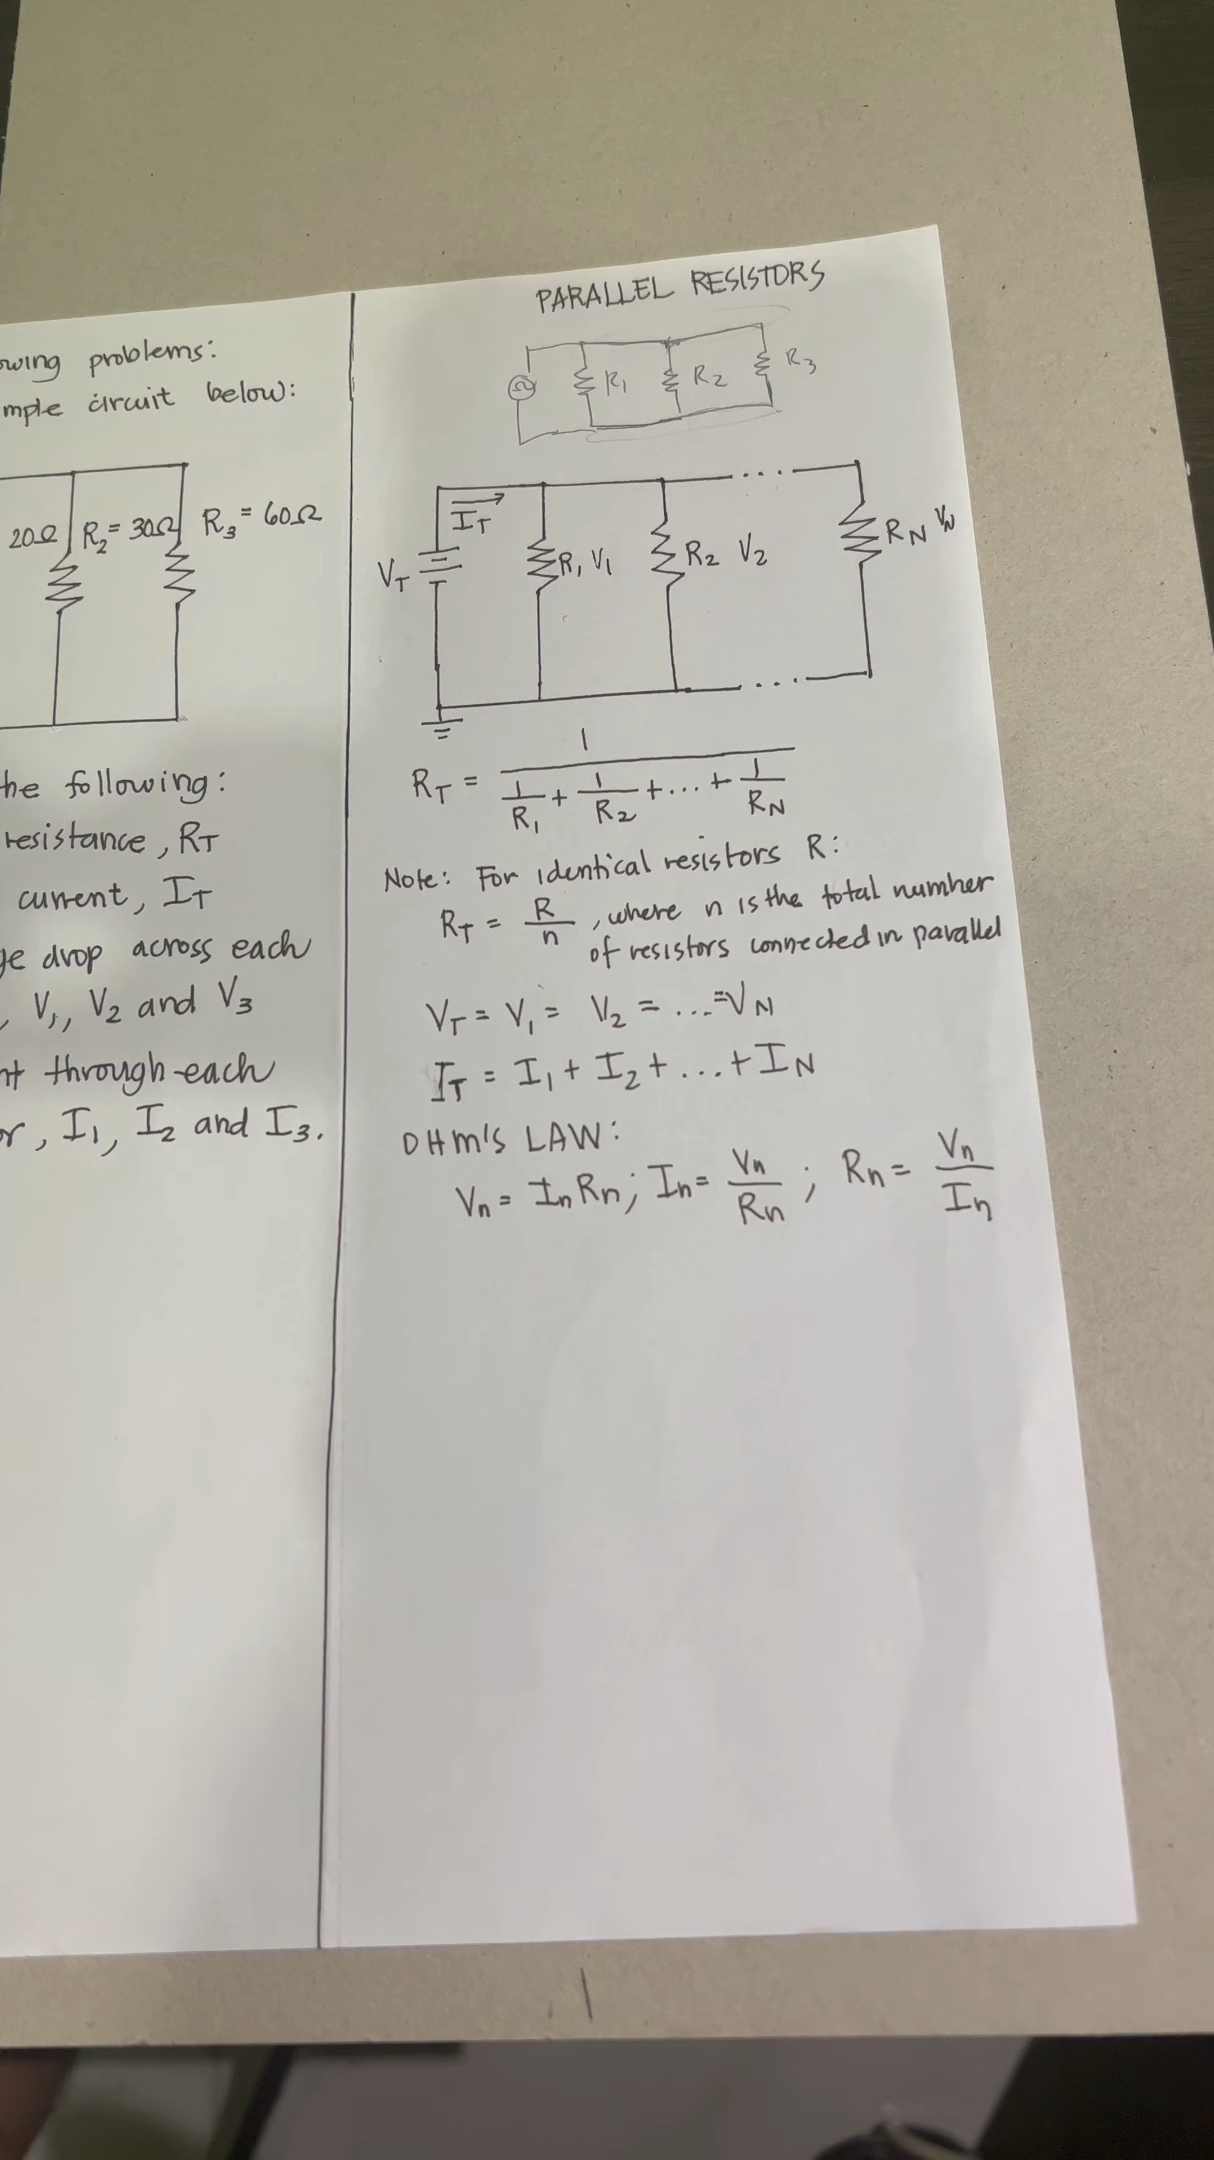 owing problems:
mple circuit below:
20Ω R₂ = 30Ω R₃ = 60Ω
he following:
resistance, RT
current, IT
ge drop across each
, V₁, V₂ and V₃
nt through each
or, I₁, I₂ and I₃.
PARALLEL RESISTORS
Ω R₁ R₂ R₃
IT
VT R₁ V₁ R₂ V₂ ... RN VN
...
RT = 1 / (1/R₁ + 1/R₂ + ... + 1/RN)
Note: For identical resistors R:
RT = R/n, where n is the total number
of resistors connected in parallel
VT = V₁ = V₂ = ... = VN
IT = I₁ + I₂ + ... + IN
OHM'S LAW:
Vn = In Rn; In = Vn/Rn; Rn = Vn/In
1